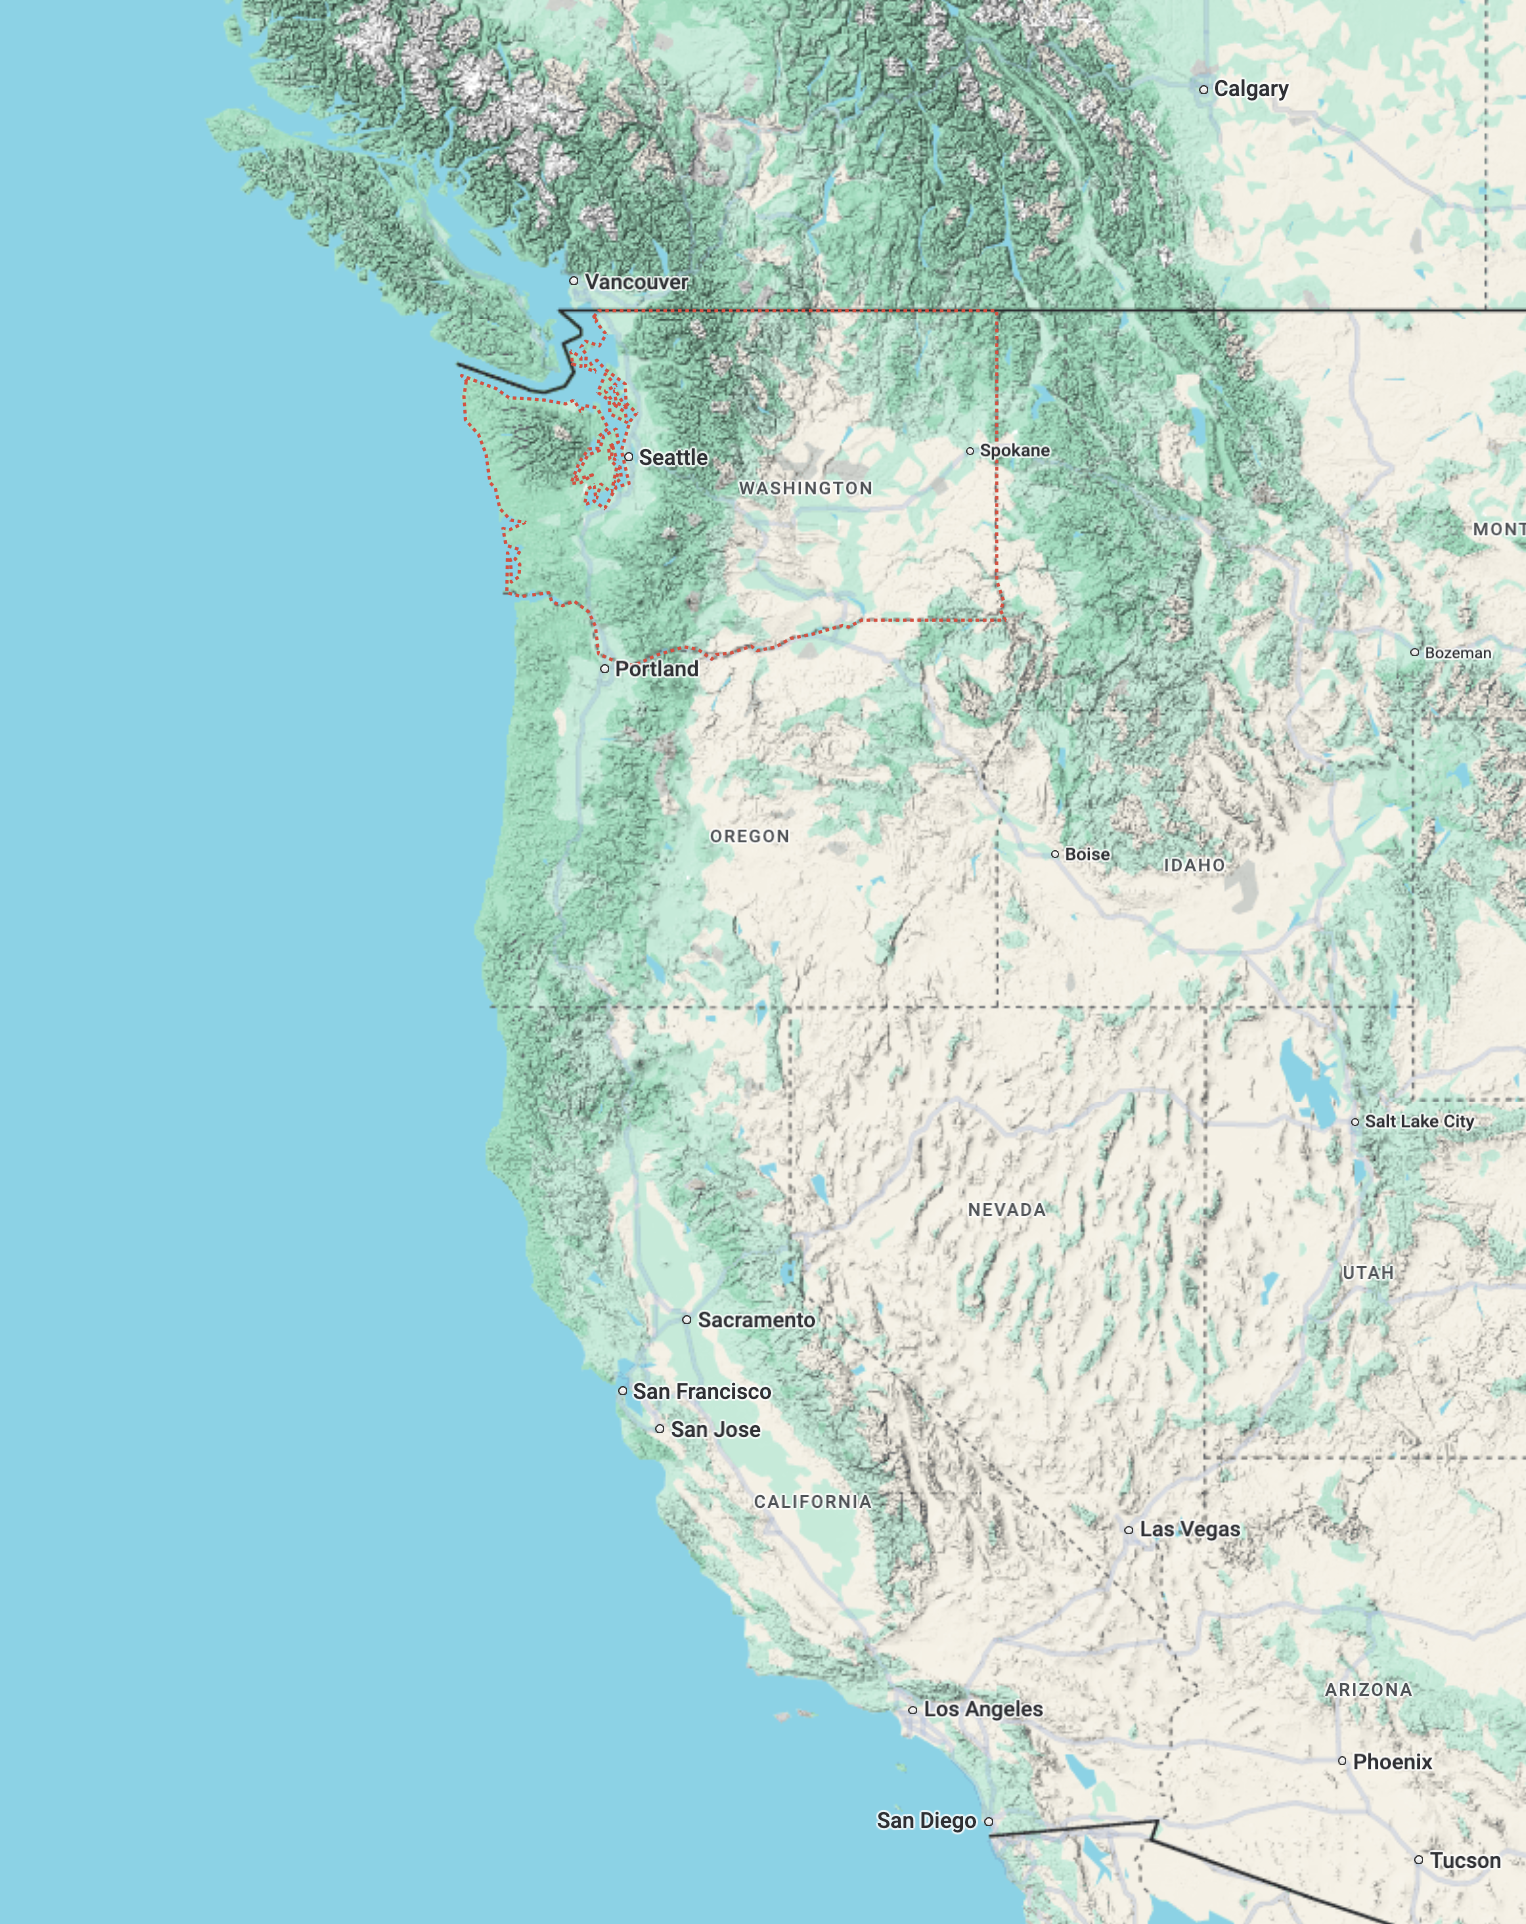 Calgary
Vancouver
Spokane
Seattle
WASHINGTON
MONT
Bozeman
Portland
OREGON
Boise
IDAHO
Salt Lake City
NEVADA
UTAH
Sacramento
San Francisco
San Jose
CALIFORNIA
Las Vegas
ARIZONA
Los Angeles
Phoenix
San Diego
Tucson